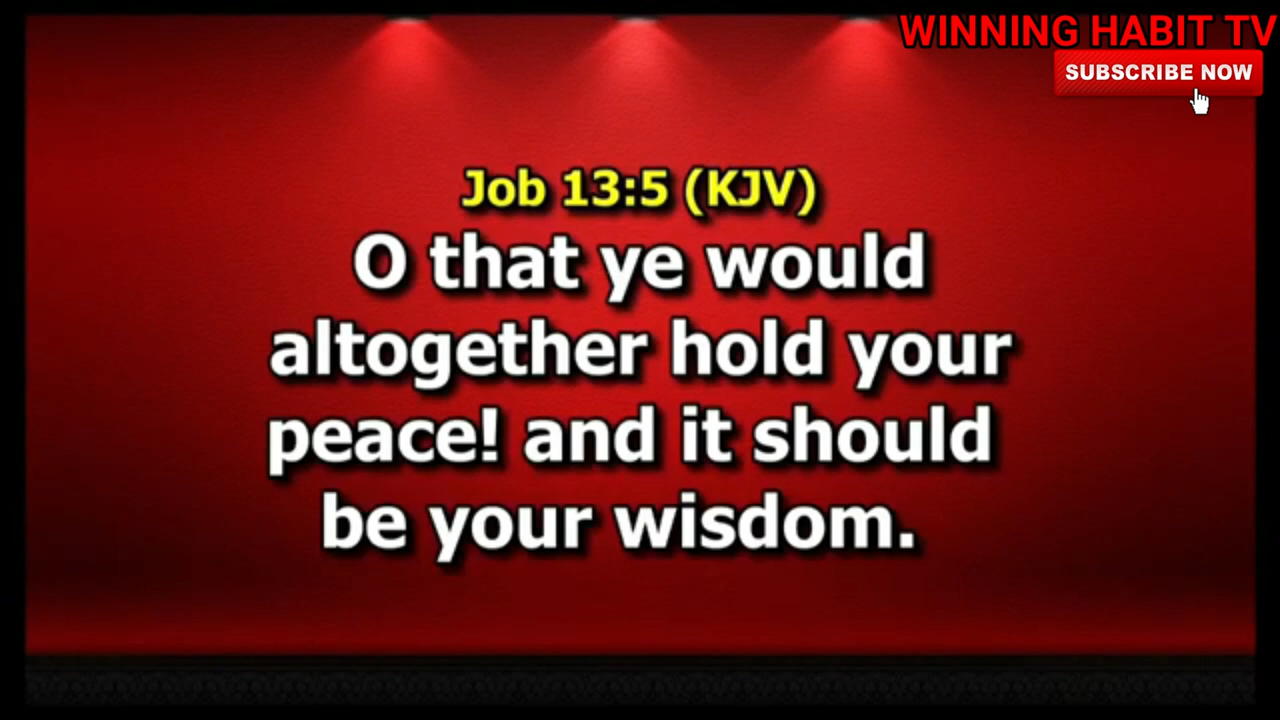 WINNING HABIT TV
SUBSCRIBE NOW
Job 13:5 (KJV)
O that ye would
altogether hold your
peace! and it should
be your wisdom.